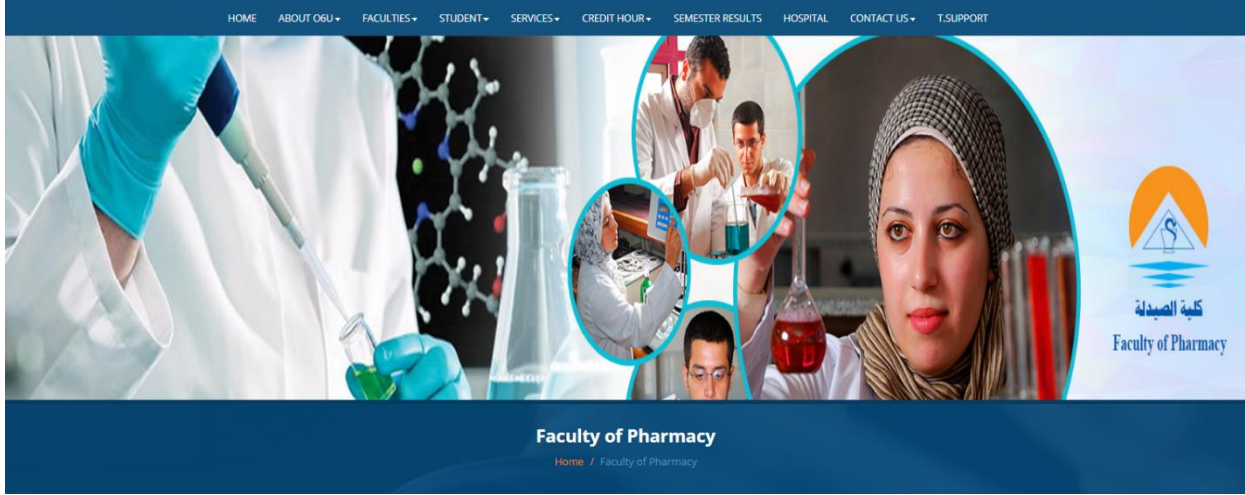 HOME ABOUT O6U FACULTIES STUDENT SERVICES CREDIT HOUR SEMESTER RESULTS HOSPITAL CONTACT US T.SUPPORT
كلية الصيدلة
Faculty of Pharmacy
Faculty of Pharmacy
Home / Faculty of Pharmacy